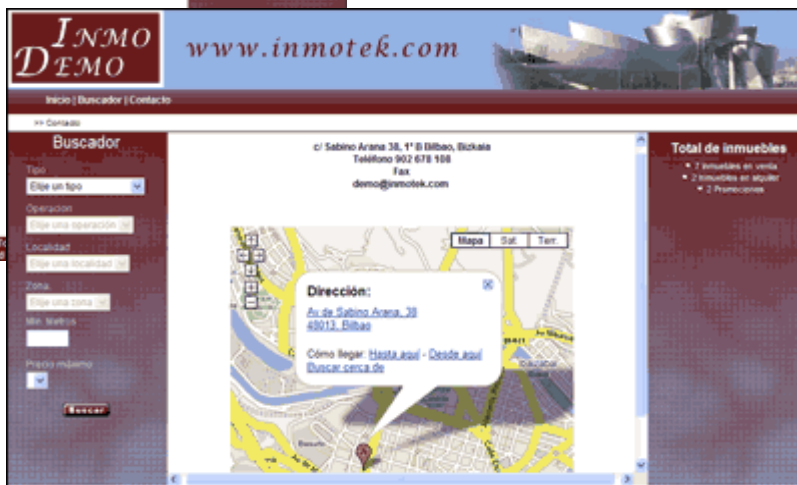 INMO
DEMO
www.inmotek.com
Inicio | Buscador | Contacto
>> Contacto
Buscador
Tipo
Elije un tipo
Operacion
Elije una operación
Localidad
Elije una localidad
Zona
Elije una zona
Min. Metros
Precio máximo
Buscar
c/ Sabino Arana 38, 1º B Bilbao, Bizkaia
Teléfono 902 678 108
Fax
demo@inmotek.com
Mapa Sat. Terr.
Dirección:
Av de Sabino Arana, 38
48013, Bilbao
Cómo llegar: Hasta aquí - Desde aquí
Buscar cerca de
Basurto
Total de inmuebles
7 inmuebles en venta
2 inmuebles en alquiler
2 Promociones